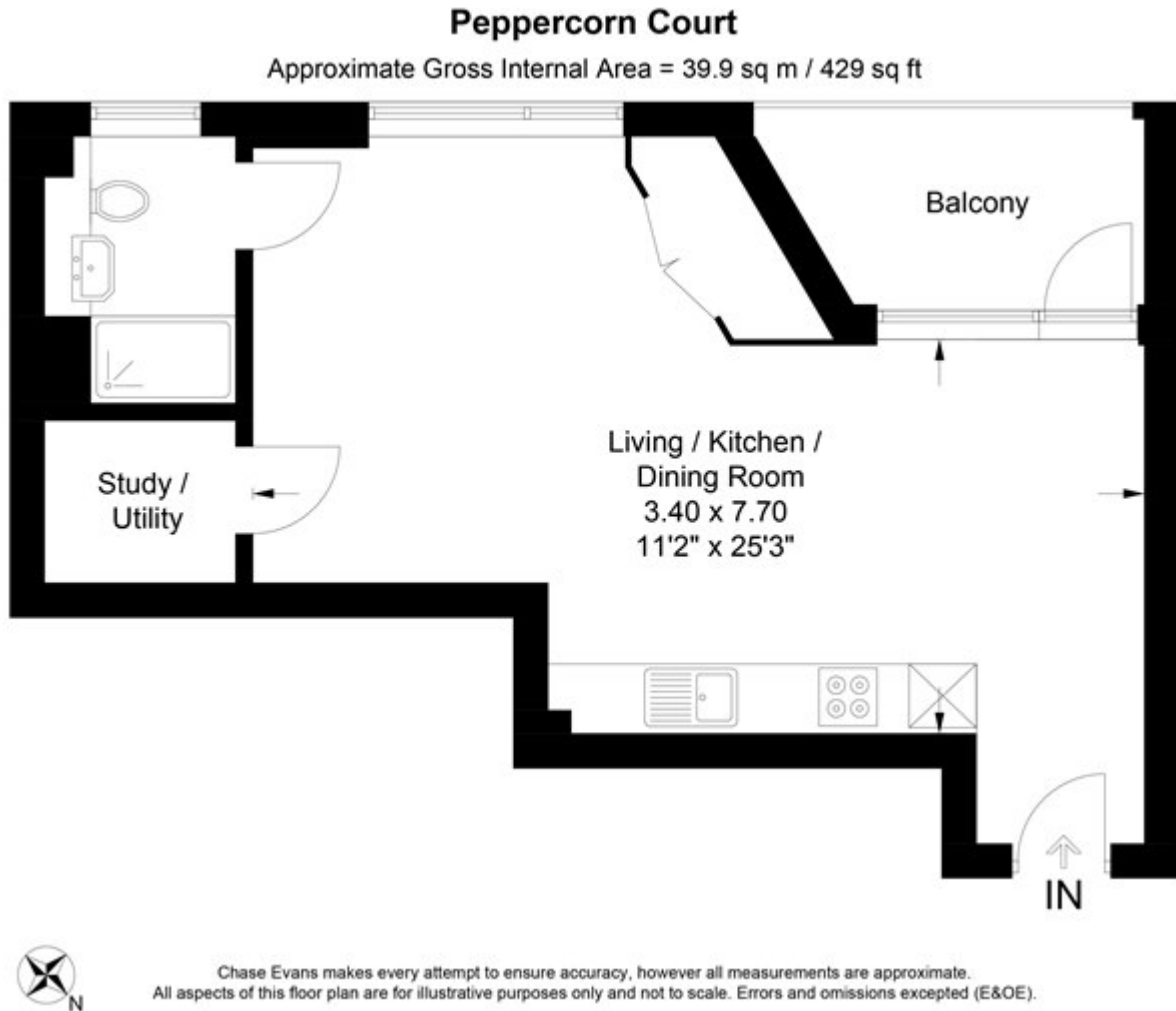 Peppercorn Court
Approximate Gross Internal Area = 39.9 sq m / 429 sq ft
Balcony
Living / Kitchen /
Dining Room
3.40 x 7.70
11'2" x 25'3"
Study /
Utility
IN
N
Chase Evans makes every attempt to ensure accuracy, however all measurements are approximate.
All aspects of this floor plan are for illustrative purposes only and not to scale. Errors and omissions excepted (E&OE).